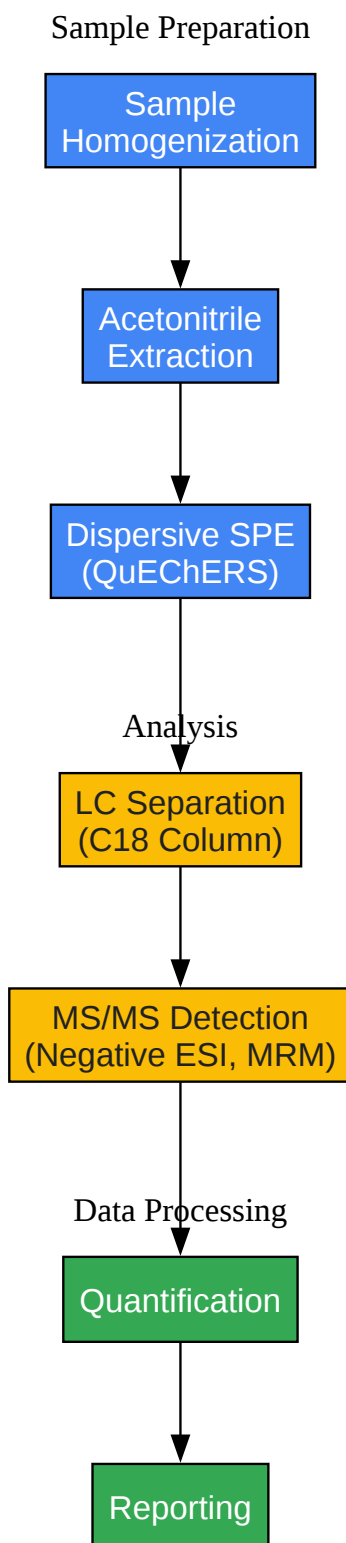 Sample Preparation
Sample
Homogenization
Acetonitrile
Extraction
Dispersive SPE
(QuEChERS)
Analysis
LC Separation
(C18 Column)
MS/MS Detection
(Negative ESI, MRM)
Data Processing
Quantification
Reporting